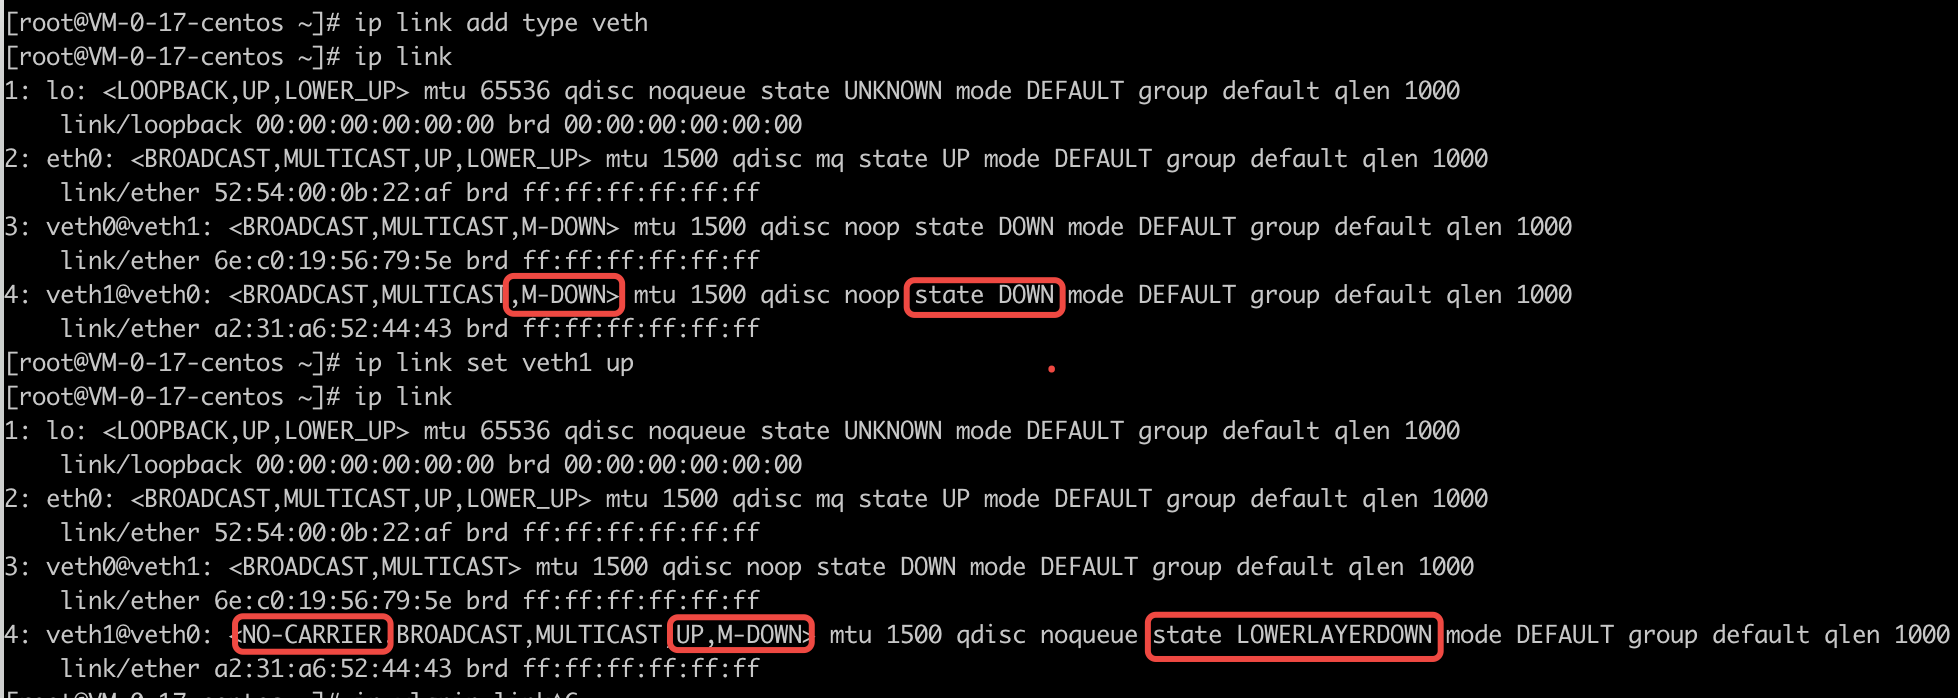 [root@VM-0-17-centos ~]# ip link add type veth
[root@VM-0-17-centos ~]# ip link
1: lo: <LOOPBACK,UP,LOWER_UP> mtu 65536 qdisc noqueue state UNKNOWN mode DEFAULT group default qlen 1000
    link/loopback 00:00:00:00:00:00 brd 00:00:00:00:00:00
2: eth0: <BROADCAST,MULTICAST,UP,LOWER_UP> mtu 1500 qdisc mq state UP mode DEFAULT group default qlen 1000
    link/ether 52:54:00:0b:22:af brd ff:ff:ff:ff:ff:ff
3: veth0@veth1: <BROADCAST,MULTICAST,M-DOWN> mtu 1500 qdisc noop state DOWN mode DEFAULT group default qlen 1000
    link/ether 6e:c0:19:56:79:5e brd ff:ff:ff:ff:ff:ff
4: veth1@veth0: <BROADCAST,MULTICAST,M-DOWN> mtu 1500 qdisc noop state DOWN mode DEFAULT group default qlen 1000
    link/ether a2:31:a6:52:44:43 brd ff:ff:ff:ff:ff:ff
[root@VM-0-17-centos ~]# ip link set veth1 up
[root@VM-0-17-centos ~]# ip link
1: lo: <LOOPBACK,UP,LOWER_UP> mtu 65536 qdisc noqueue state UNKNOWN mode DEFAULT group default qlen 1000
    link/loopback 00:00:00:00:00:00 brd 00:00:00:00:00:00
2: eth0: <BROADCAST,MULTICAST,UP,LOWER_UP> mtu 1500 qdisc mq state UP mode DEFAULT group default qlen 1000
    link/ether 52:54:00:0b:22:af brd ff:ff:ff:ff:ff:ff
3: veth0@veth1: <BROADCAST,MULTICAST> mtu 1500 qdisc noop state DOWN mode DEFAULT group default qlen 1000
    link/ether 6e:c0:19:56:79:5e brd ff:ff:ff:ff:ff:ff
4: veth1@veth0: <NO-CARRIER,BROADCAST,MULTICAST,UP,M-DOWN> mtu 1500 qdisc noqueue state LOWERLAYERDOWN mode DEFAULT group default qlen 1000
    link/ether a2:31:a6:52:44:43 brd ff:ff:ff:ff:ff:ff